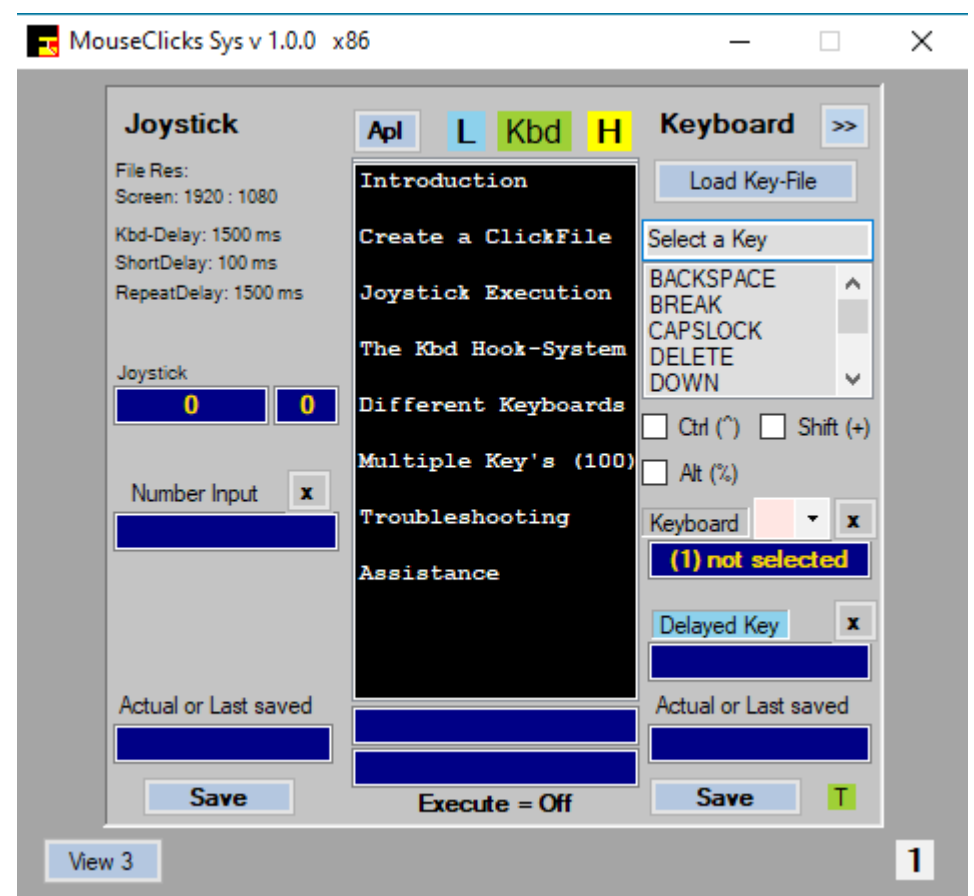 MouseClicks Sys v 1.0.0 x86
Joystick
File Res:
Screen: 1920 : 1080
Kbd-Delay: 1500 ms
ShortDelay: 100 ms
RepeatDelay: 1500 ms
Joystick
0 0
Number Input x
Actual or Last saved
Save
Apl L Kbd H
Introduction
Create a ClickFile
Joystick Execution
The Kbd Hook-System
Different Keyboards
Multiple Key's (100)
Troubleshooting
Assistance
Execute = Off
Keyboard >>
Load Key-File
Select a Key
BACKSPACE
BREAK
CAPSLOCK
DELETE
DOWN
Ctrl (^) Shift (+)
Alt (%)
Keyboard x
(1) not selected
Delayed Key x
Actual or Last saved
Save T
View 3 1